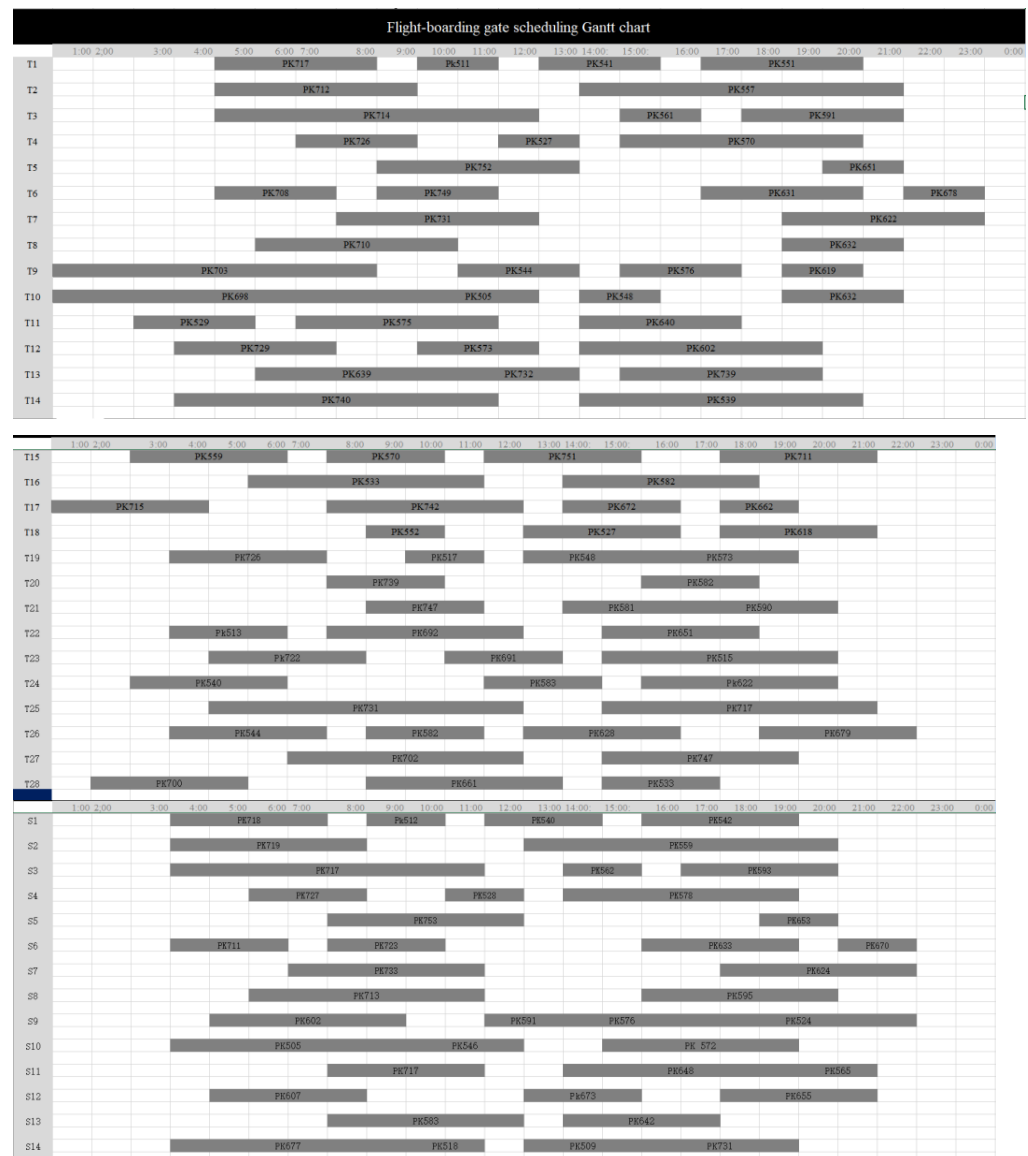 Flight-boarding gate scheduling Gantt chart
1:00 2;00 3:00 4:00 5:00 6:00 7:00 8:00 9:00 10:00 11:00 12:00 13:00 14:00: 15:00: 16:00 17:00 18:00 19:00 20:00 21:00 22:00 23:00 0:00
T1 PK717 Pk511 PK541 PK551
T2 PK712 PK557
T3 PK714 PK561 PK591
T4 PK726 PK527 PK570
T5 PK752 PK651
T6 PK708 PK749 PK631 PK678
T7 PK731 PK622
T8 PK710 PK632
T9 PK703 PK544 PK576 PK619
T10 PK698 PK505 PK548 PK632
T11 PK529 PK575 PK640
T12 PK729 PK573 PK602
T13 PK639 PK732 PK739
T14 PK740 PK539
1:00 2;00 3:00 4:00 5:00 6:00 7:00 8:00 9:00 10:00 11:00 12:00 13:00 14:00: 15:00: 16:00 17:00 18:00 19:00 20:00 21:00 22:00 23:00 0:00
T15 PK559 PK570 PK751 PK711
T16 PK533 PK582
T17 PK715 PK742 PK672 PK662
T18 PK552 PK527 PK618
T19 PK726 PK517 PK548 PK573
T20 PK739 PK582
T21 PK747 PK581 PK590
T22 Pk513 PK692 PK651
T23 Pk722 PK691 PK515
T24 PK540 PK583 Pk622
T25 PK731 PK717
T26 PK544 PK582 PK628 PK679
T27 PK702 PK747
T28 PK700 PK661 PK533
1:00 2;00 3:00 4:00 5:00 6:00 7:00 8:00 9:00 10:00 11:00 12:00 13:00 14:00: 15:00: 16:00 17:00 18:00 19:00 20:00 21:00 22:00 23:00 0:00
S1 PK718 Pk512 PK540 PK542
S2 PK719 PK559
S3 PK717 PK562 PK593
S4 PK727 PK528 PK578
S5 PK753 PK653
S6 PK711 PK723 PK633 PK670
S7 PK733 PK624
S8 PK713 PK595
S9 PK602 PK591 PK576 PK524
S10 PK505 PK546 PK 572
S11 PK717 PK648 PK565
S12 PK607 Pk673 PK655
S13 PK583 PK642
S14 PK677 PK518 PK509 PK731